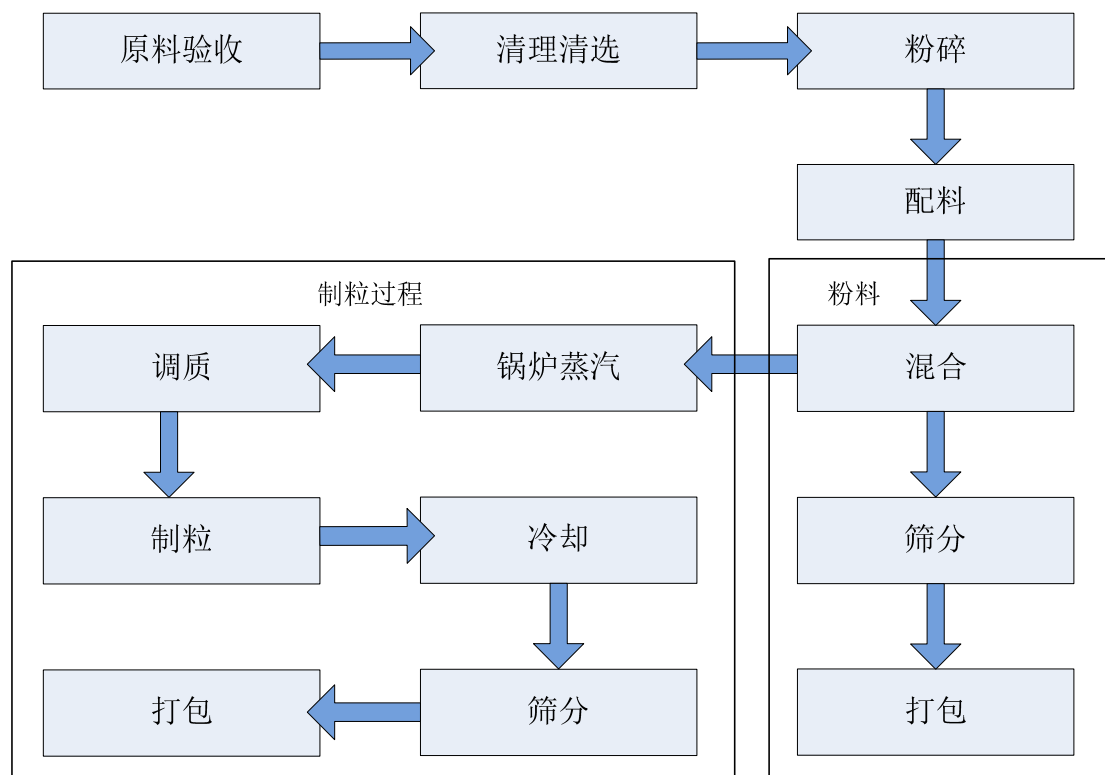 原料验收
清理清选
粉碎
配料
制粒过程
粉料
调质
锅炉蒸汽
混合
制粒
冷却
筛分
打包
筛分
打包